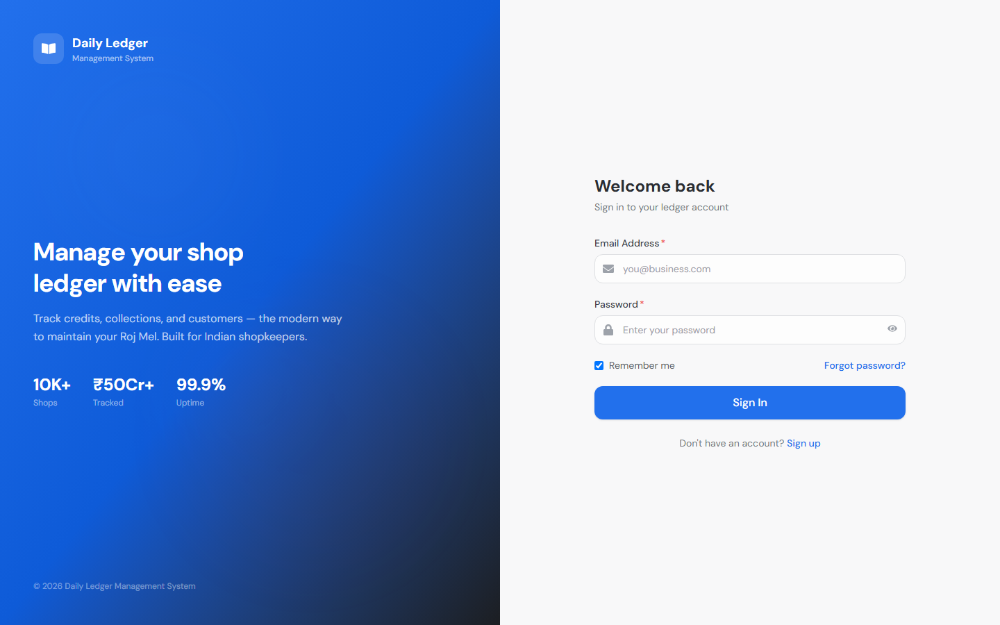 Daily Ledger
Management System
Manage your shop
ledger with ease
Track credits, collections, and customers — the modern way
to maintain your Roj Mel. Built for Indian shopkeepers.
10K+ ₹50Cr+ 99.9%
Shops Tracked Uptime
© 2026 Daily Ledger Management System
Welcome back
Sign in to your ledger account
Email Address *
you@business.com
Password *
Enter your password
Remember me Forgot password?
Sign In
Don't have an account? Sign up